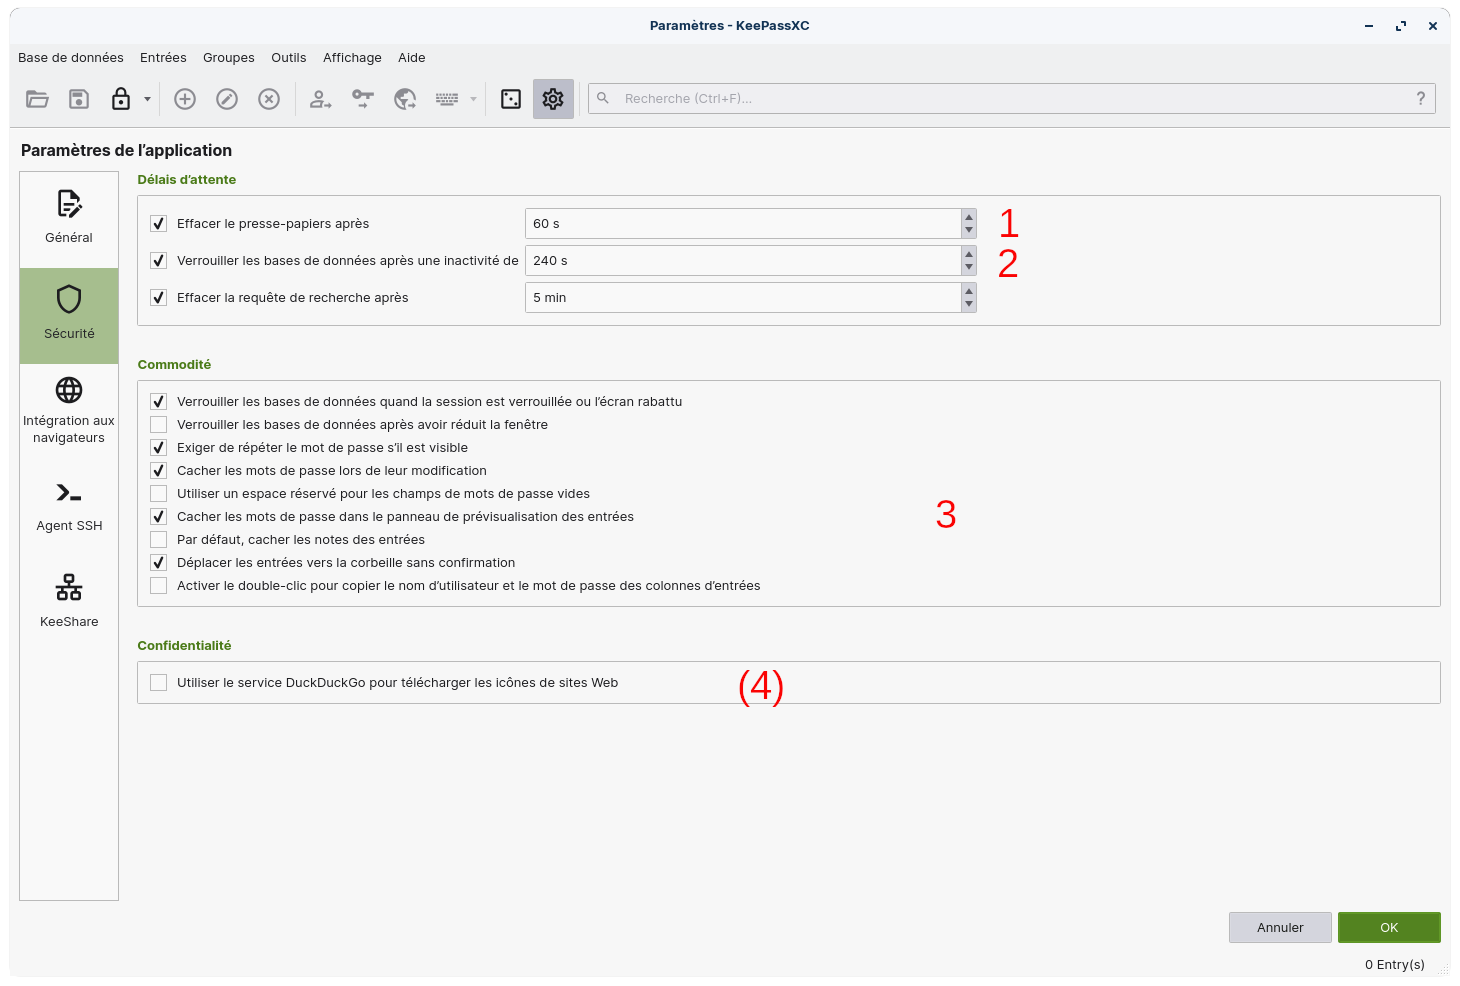 Paramètres - KeePassXC
Base de données Entrées Groupes Outils Affichage Aide
Recherche (Ctrl+F)... ?
Paramètres de l’application
Général
Sécurité
Intégration aux
navigateurs
Agent SSH
KeeShare
Délais d’attente
Effacer le presse-papiers après 60 s 1
Verrouiller les bases de données après une inactivité de 240 s 2
Effacer la requête de recherche après 5 min
Commodité
Verrouiller les bases de données quand la session est verrouillée ou l’écran rabattu
Verrouiller les bases de données après avoir réduit la fenêtre
Exiger de répéter le mot de passe s’il est visible
Cacher les mots de passe lors de leur modification
Utiliser un espace réservé pour les champs de mots de passe vides
Cacher les mots de passe dans le panneau de prévisualisation des entrées 3
Par défaut, cacher les notes des entrées
Déplacer les entrées vers la corbeille sans confirmation
Activer le double-clic pour copier le nom d’utilisateur et le mot de passe des colonnes d’entrées
Confidentialité
Utiliser le service DuckDuckGo pour télécharger les icônes de sites Web (4)
Annuler OK
0 Entry(s)